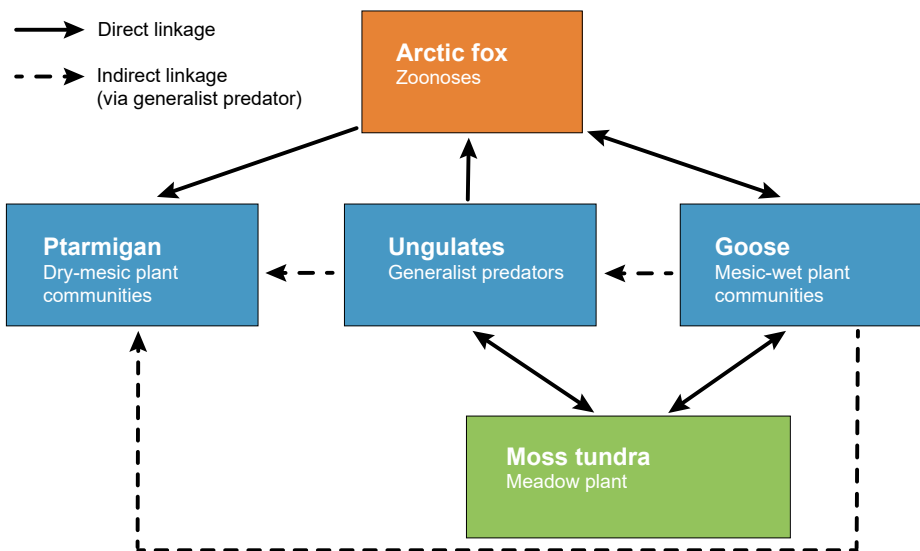 Direct linkage
Indirect linkage
(via generalist predator)
Arctic fox
Zoonoses
Ptarmigan
Dry-mesic plant
communities
Ungulates
Generalist predators
Goose
Mesic-wet plant
communities
Moss tundra
Meadow plant